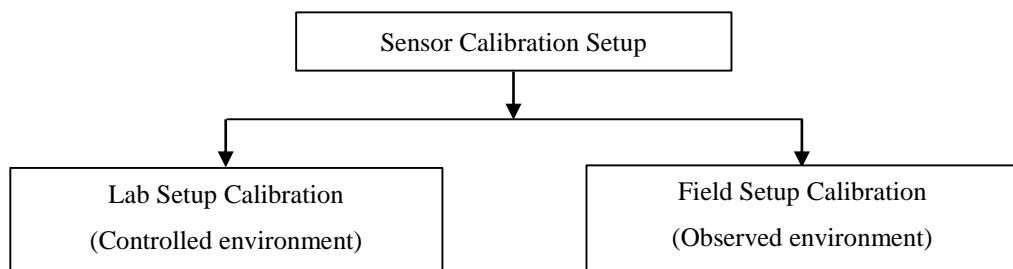 Sensor Calibration Setup
Lab Setup Calibration
(Controlled environment)
Field Setup Calibration
(Observed environment)